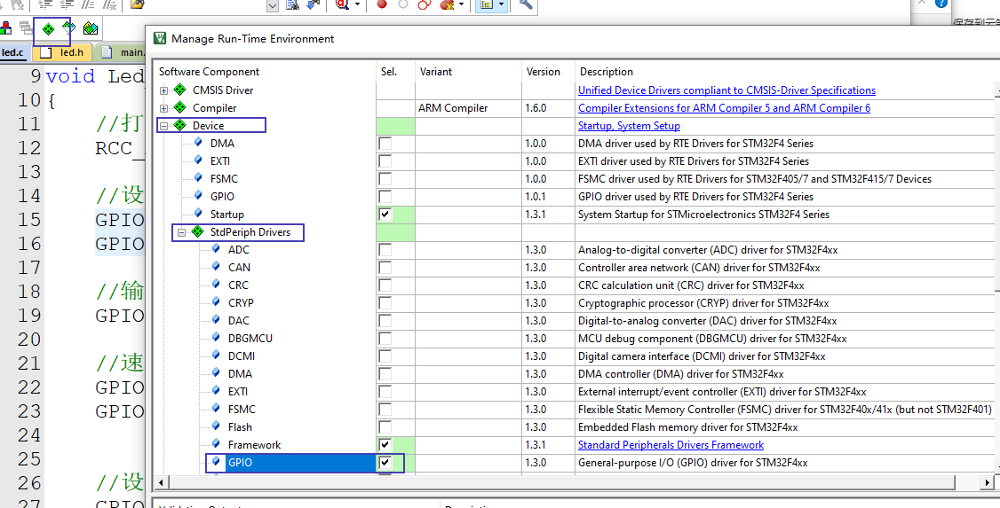 保存到云笔
led.c
led.h
main.
Manage Run-Time Environment
Software Component Sel. Variant Version Description
CMSIS Driver Unified Device Drivers compliant to CMSIS-Driver Specifications
Compiler ARM Compiler 1.6.0 Compiler Extensions for ARM Compiler 5 and ARM Compiler 6
Device Startup, System Setup
DMA 1.0.0 DMA driver used by RTE Drivers for STM32F4 Series
EXTI 1.0.0 EXTI driver used by RTE Drivers for STM32F4 Series
FSMC 1.0.0 FSMC driver used by RTE Drivers for STM32F405/7 and STM32F415/7 Devices
GPIO 1.0.1 GPIO driver used by RTE Drivers for STM32F4 Series
Startup 1.3.1 System Startup for STMicroelectronics STM32F4 Series
StdPeriph Drivers
ADC 1.3.0 Analog-to-digital converter (ADC) driver for STM32F4xx
CAN 1.3.0 Controller area network (CAN) driver for STM32F4xx
CRC 1.3.0 CRC calculation unit (CRC) driver for STM32F4xx
CRYP 1.3.0 Cryptographic processor (CRYP) driver for STM32F4xx
DAC 1.3.0 Digital-to-analog converter (DAC) driver for STM32F4xx
DBGMCU 1.3.0 MCU debug component (DBGMCU) driver for STM32F4xx
DCMI 1.3.0 Digital camera interface (DCMI) driver for STM32F4xx
DMA 1.3.0 DMA controller (DMA) driver for STM32F4xx
EXTI 1.3.0 External interrupt/event controller (EXTI) driver for STM32F4xx
FSMC 1.3.0 Flexible Static Memory Controller (FSMC) driver for STM32F40x/41x (but not STM32F401)
Flash 1.3.0 Embedded Flash memory driver for STM32F4xx
Framework 1.3.1 Standard Peripherals Drivers Framework
GPIO 1.3.0 General-purpose I/O (GPIO) driver for STM32F4xx
9 void Led
10 {
11 //打
12 RCC_
13
14 //设
15 GPIO
16 GPIO
17
18 //输
19 GPIO
20
21 //速
22 GPIO
23 GPIO
24
25
26 //设
27 GPIO